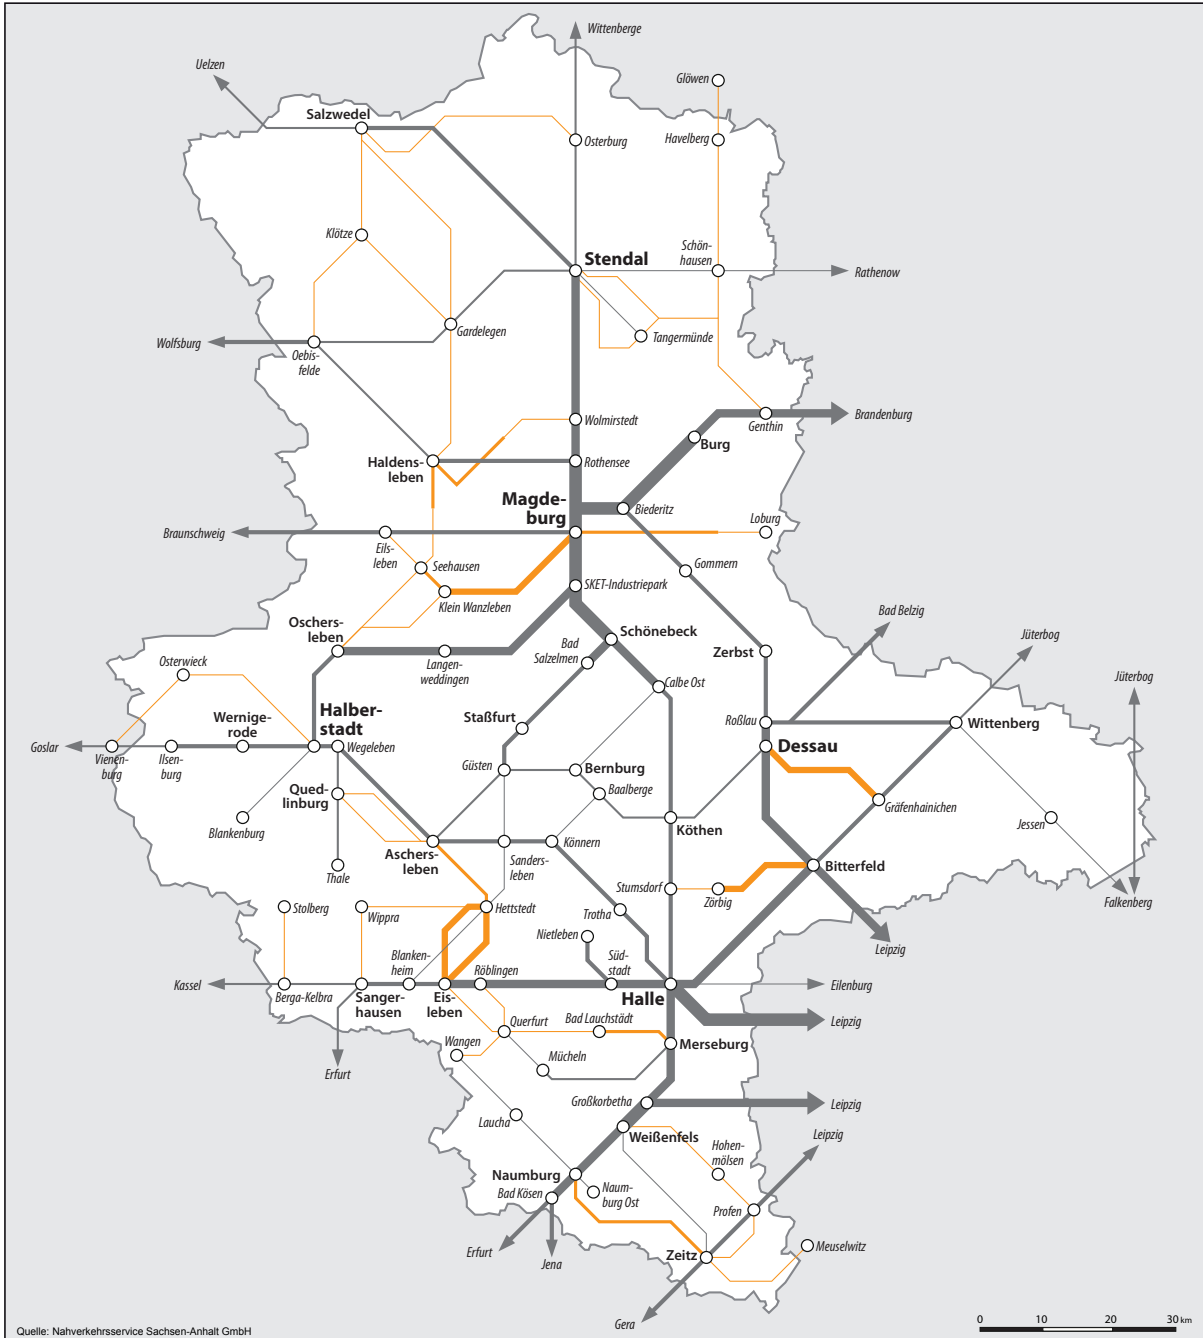 Wittenberge
Uelzen
Glöwen
Salzwedel
Osterburg
Havelberg
Klötze
Stendal
Schön-
hausen
Rathenow
Gardelegen
Tangermünde
Wolfsburg
Oebis-
felde
Brandenburg
Genthin
Wolmirstedt
Burg
Haldens-
leben
Rothensee
Magde-
burg
Biederitz
Loburg
Braunschweig
Eils-
leben
Seehausen
Gommern
Klein Wanzleben
SKET-Industriepark
Oschers-
leben
Schönebeck
Bad Belzig
Jüterbog
Bad
Salzelmen
Zerbst
Osterwieck
Langen-
weddingen
Calbe Ost
Jüterbog
Halber-
stadt
Staßfurt
Roßlau
Wittenberg
Wernige-
rode
Goslar
Vienen-
burg
Ilsen-
burg
Wegeleben
Dessau
Güsten
Bernburg
Qued-
linburg
Baalberge
Gräfenhainichen
Blankenburg
Köthen
Jessen
Aschers-
leben
Sanders-
leben
Könnern
Thale
Bitterfeld
Stumsdorf
Zörbig
Falkenberg
Stolberg
Wippra
Hettstedt
Trotha
Nietleben
Leipzig
Blanken-
heim
Röblingen
Süd-
stadt
Kassel
Berga-Kelbra
Sanger-
hausen
Eis-
leben
Halle
Eilenburg
Querfurt
Bad Lauchstädt
Leipzig
Wangen
Merseburg
Mücheln
Erfurt
Großkorbetha
Leipzig
Laucha
Weißenfels
Leipzig
Hohen-
mölsen
Naumburg
Bad Kösen
Naum-
burg Ost
Profen
Erfurt
Jena
Zeitz
Meuselwitz
Gera
0 10 20 30 km
Quelle: Nahverkehrsservice Sachsen-Anhalt GmbH